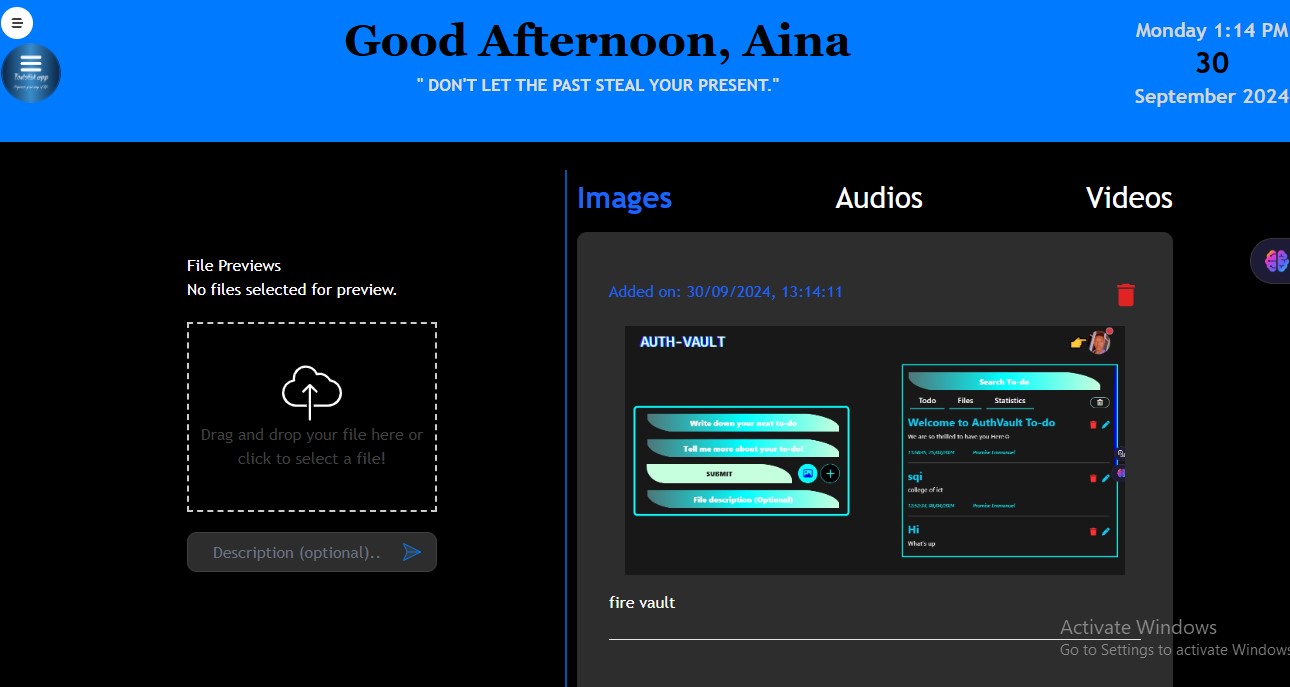 Good Afternoon, Aina
" DON'T LET THE PAST STEAL YOUR PRESENT."
Monday 1:14 PM
30
September 2024
Images
Audios
Videos
File Previews
No files selected for preview.
Drag and drop your file here or
click to select a file!
Description (optional)..
Added on: 30/09/2024, 13:14:11
AUTH-VAULT
Write down your next to-do
Tell me more about your to-do!
SUBMIT
File description (Optional)
Search To-do
Todo
Files
Statistics
Welcome to AuthVault To-do
We are so thrilled to have you Here
sqi
college of ict
Hi
What's up
fire vault
Activate Windows
Go to Settings to activate Windows